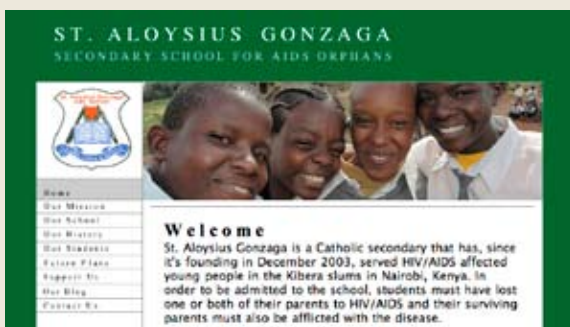 ST. ALOYSIUS GONZAGA
SECONDARY SCHOOL FOR AIDS ORPHANS
Home
Our Mission
Our School
Our History
Our Students
Future Plans
Support Us
Our Blog
Contact Us
Welcome
St. Aloysius Gonzaga is a Catholic secondary that has, since
it's founding in December 2003, served HIV/AIDS affected
young people in the Kibera slums in Nairobi, Kenya. In
order to be admitted to the school, students must have lost
one or both of their parents to HIV/AIDS and their surviving
parents must also be afflicted with the disease.